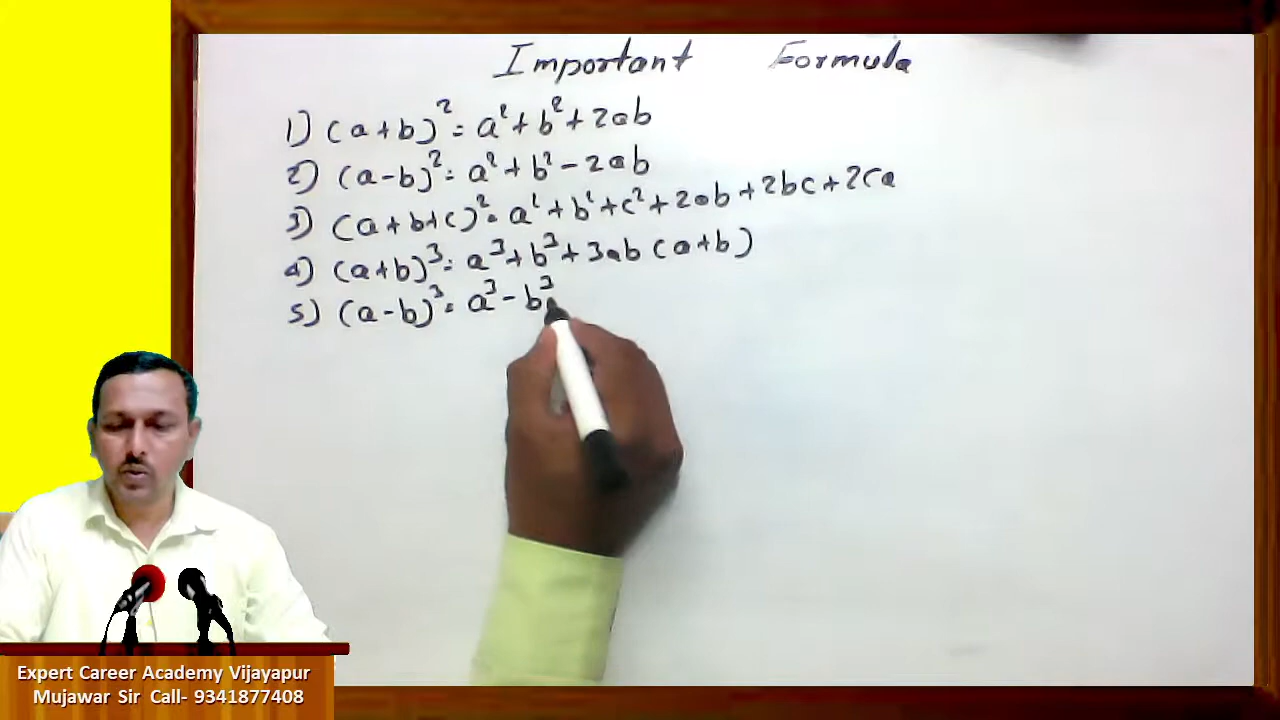 Important Formula
1) (a+b)² = a² + b² + 2ab
2) (a-b)² = a² + b² - 2ab
3) (a+b+c)² = a² + b² + c² + 2ab + 2bc + 2ca
4) (a+b)³ = a³ + b³ + 3ab (a+b)
5) (a-b)³ = a³ - b³
Expert Career Academy Vijayapur
Mujawar Sir Call- 9341877408